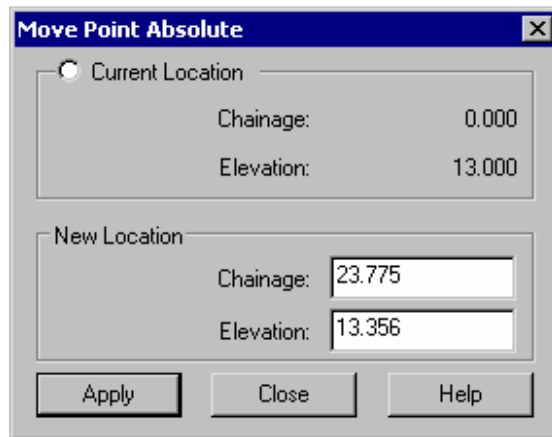 Move Point Absolute
Current Location
Chainage: 0.000
Elevation: 13.000
New Location
Chainage: 23.775
Elevation: 13.356
Apply Close Help